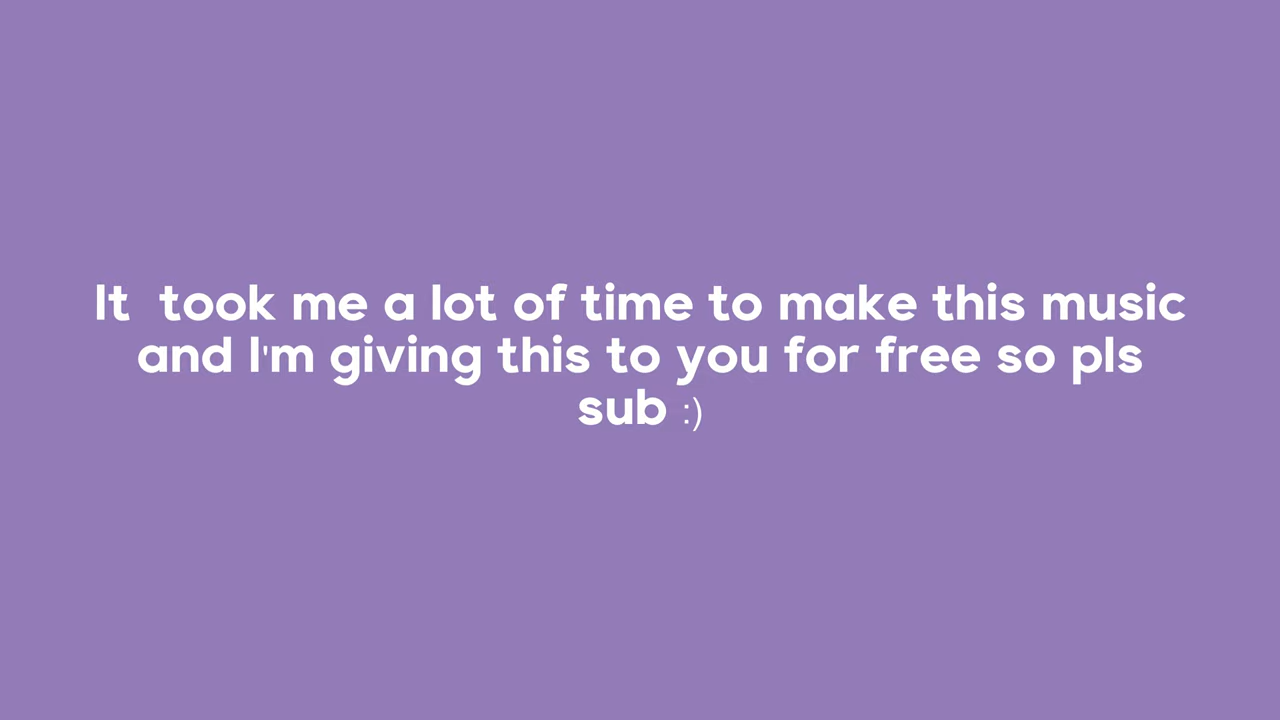 It  took me a lot of time to make this music
and I'm giving this to you for free so pls
sub :)